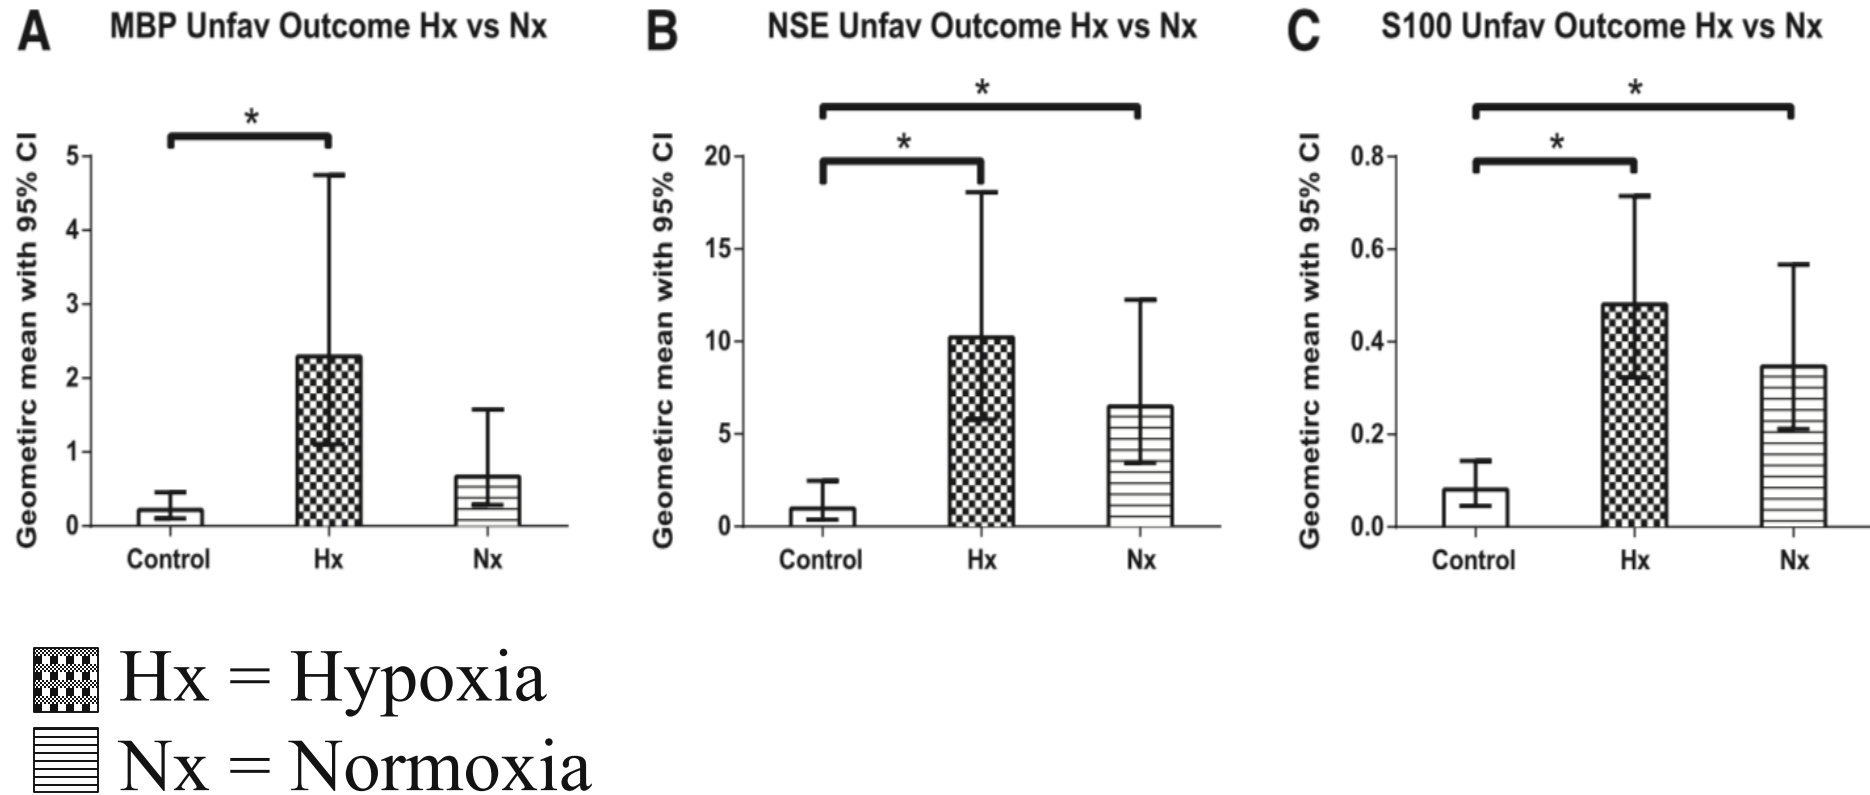 A MBP Unfav Outcome Hx vs Nx
*
Geometirc mean with 95% CI
5
4
3
2
1
0
Control Hx Nx
B NSE Unfav Outcome Hx vs Nx
*
*
Geometirc mean with 95% CI
20
15
10
5
0
Control Hx Nx
C S100 Unfav Outcome Hx vs Nx
*
*
Geometirc mean with 95% CI
0.8
0.6
0.4
0.2
0.0
Control Hx Nx
Hx = Hypoxia
Nx = Normoxia